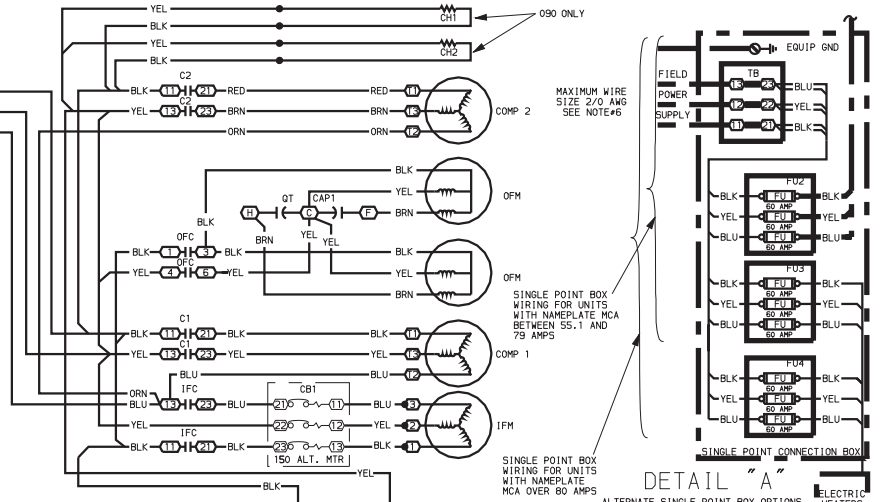 YEL
CH1
090 ONLY
BLK
YEL
CH2
BLK
EQUIP GND
C2
BLK 11 21 RED RED T1
C2
YEL 13 23 BRN BRN T3 COMP 2
ORN ORN T2
MAXIMUM WIRE
SIZE 2/0 AWG
SEE NOTE#6
FIELD
POWER
SUPPLY
TB
13 23 BLU
12 22 YEL
11 21 BLK
BLK
YEL OFM
H QT C CAP1 F BRN
BLK
BRN
YEL
YEL
OFC
BLK 1 3 BLK BLK
OFC
YEL 4 6 YEL YEL OFM
BRN
FU2
BLK FU BLK
60 AMP
YEL FU YEL
60 AMP
BLU FU BLU
60 AMP
FU3
BLK FU BLK
60 AMP
YEL FU YEL
60 AMP
BLU FU BLU
60 AMP
SINGLE POINT BOX
WIRING FOR UNITS
WITH NAMEPLATE MCA
BETWEEN 55.1 AND
79 AMPS
C1
BLK 11 21 BLK BLK T1
C1
YEL 13 23 YEL YEL T3 COMP 1
BLU BLU T2
FU4
BLK FU BLK
60 AMP
YEL FU YEL
60 AMP
BLU FU BLU
60 AMP
ORN
IFC
CB1
BLU 13 23 BLU 21 11 BLU 3
YEL 22 12 YEL 2 IFM
IFC
BLK 11 21 BLK 23 13 BLK 1
150 ALT. MTR
YEL
BLK
SINGLE POINT BOX
WIRING FOR UNITS
WITH NAMEPLATE
MCA OVER 80 AMPS
SINGLE POINT CONNECTION BOX
DETAIL "A"
ALTERNATE SINGLE POINT BOX OPTIONS
ELECTRIC
HEATERS